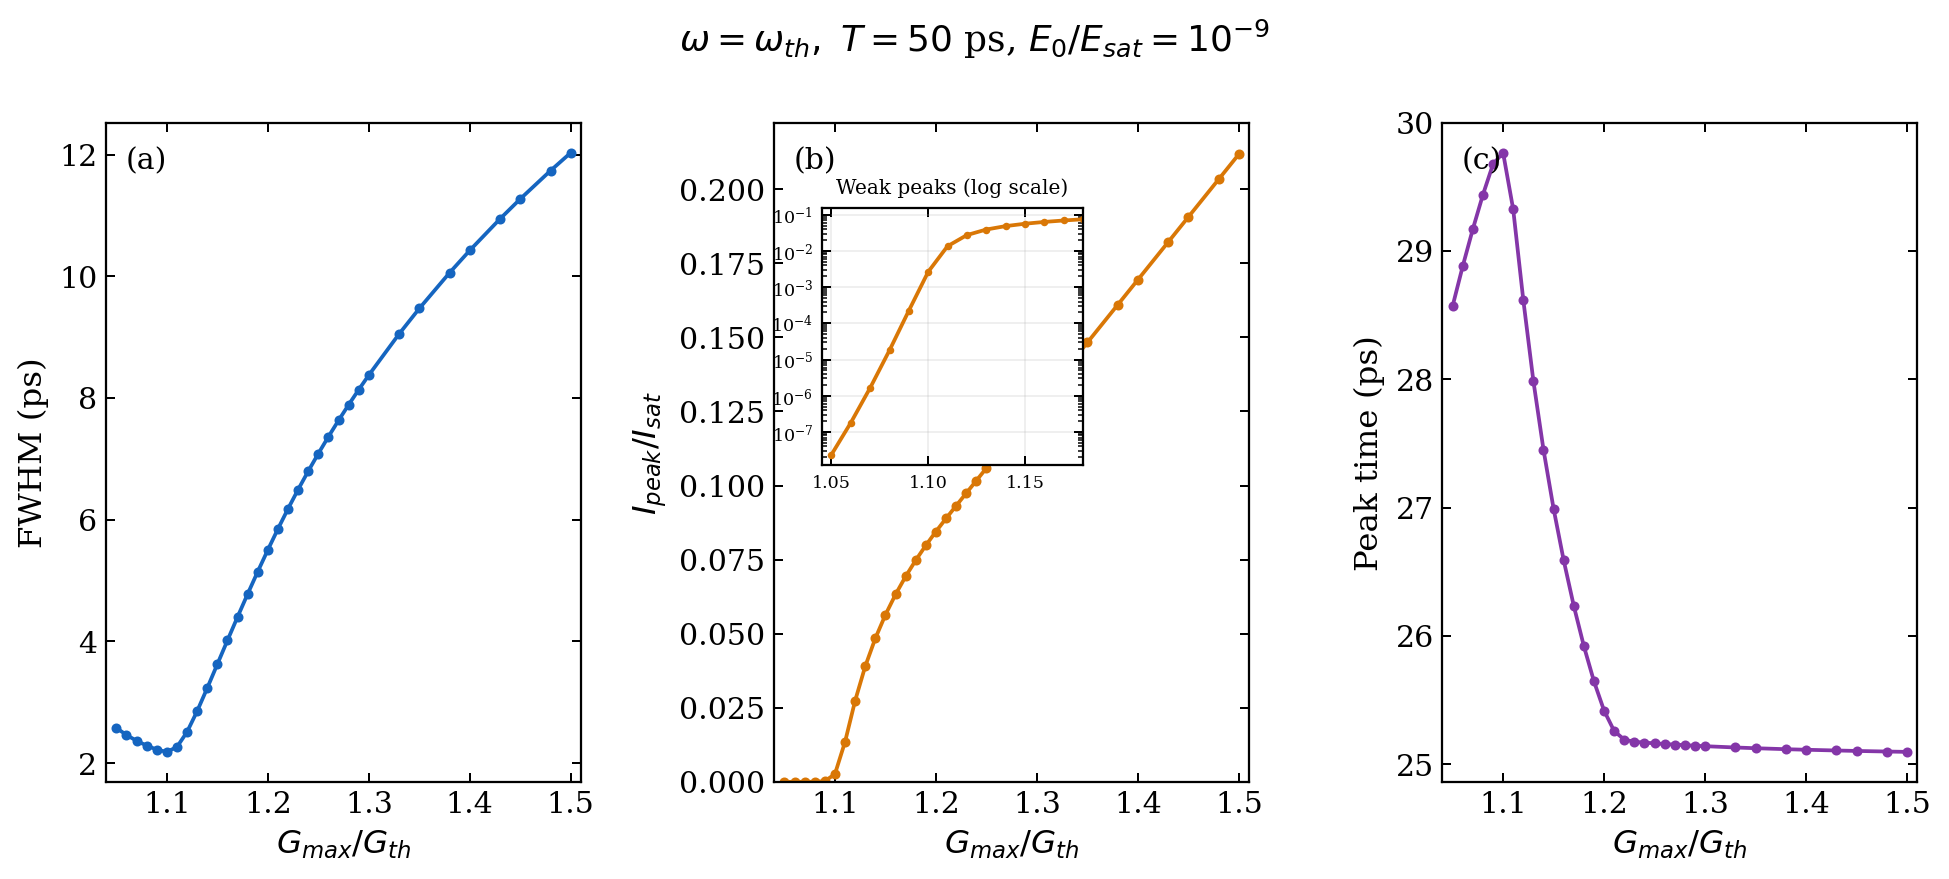 ω = ω_th, T = 50 ps, E_0/E_sat = 10^−9
(a)
12
10
8
6
4
2
FWHM (ps)
1.1 1.2 1.3 1.4 1.5
G_max/G_th
(b)
Weak peaks (log scale)
10^−1
10^−2
10^−3
10^−4
10^−5
10^−6
10^−7
1.05 1.10 1.15
0.200
0.175
0.150
0.125
0.100
0.075
0.050
0.025
0.000
I_peak/I_sat
1.1 1.2 1.3 1.4 1.5
G_max/G_th
(c)
30
29
28
27
26
25
Peak time (ps)
1.1 1.2 1.3 1.4 1.5
G_max/G_th